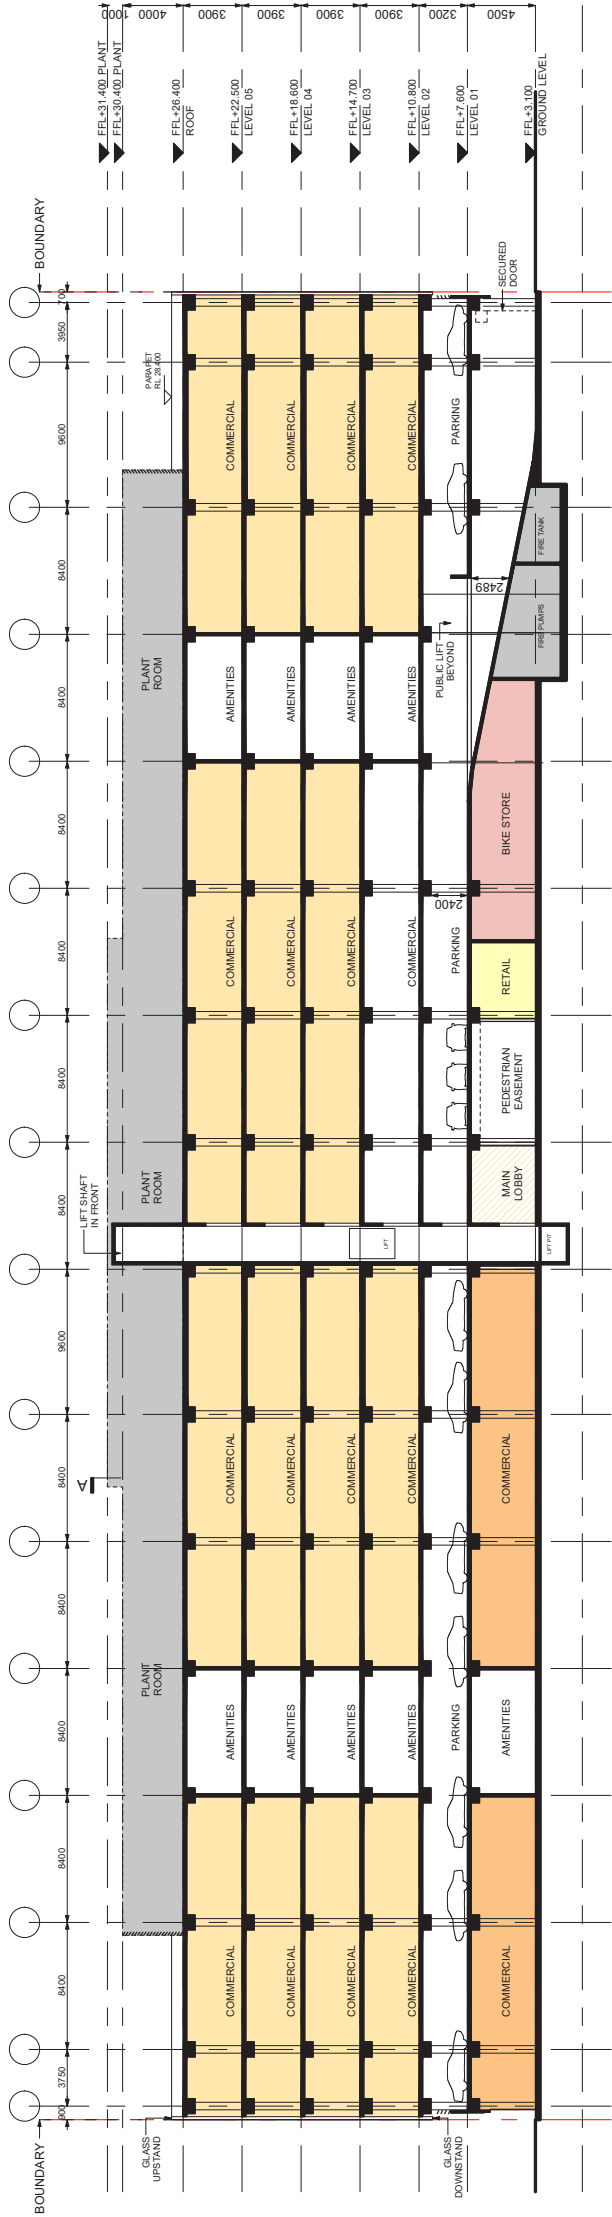 BOUNDARY
BOUNDARY
900
3750
8400
8400
8400
8400
8400
9600
8400
8400
8400
8400
8400
8400
9600
3950
700
A
LIFT SHAFT
IN FRONT
FFL+31.400 PLANT
1000
FFL+30.400 PLANT
4000
PLANT
ROOM
PLANT
ROOM
PLANT
ROOM
PARAPET
RL 28.400
GLASS
UPSTAND
FFL+26.400
ROOF
3900
COMMERCIAL
AMENITIES
COMMERCIAL
COMMERCIAL
AMENITIES
COMMERCIAL
FFL+22.500
LEVEL 05
3900
COMMERCIAL
AMENITIES
COMMERCIAL
COMMERCIAL
AMENITIES
COMMERCIAL
FFL+18.600
LEVEL 04
3900
COMMERCIAL
AMENITIES
COMMERCIAL
COMMERCIAL
AMENITIES
COMMERCIAL
FFL+14.700
LEVEL 03
3900
COMMERCIAL
AMENITIES
COMMERCIAL
LIFT
COMMERCIAL
AMENITIES
COMMERCIAL
FFL+10.800
LEVEL 02
3200
GLASS
DOWNSTAND
PARKING
2400
PARKING
PUBLIC LIFT
BEYOND
PARKING
FFL+7.600
LEVEL 01
4500
COMMERCIAL
AMENITIES
COMMERCIAL
MAIN
LOBBY
PEDESTRIAN
EASEMENT
RETAIL
BIKE STORE
2489
SECURED
DOOR
FFL+3.100
GROUND LEVEL
LIFT PIT
FIRE PUMPS
FIRE TANK